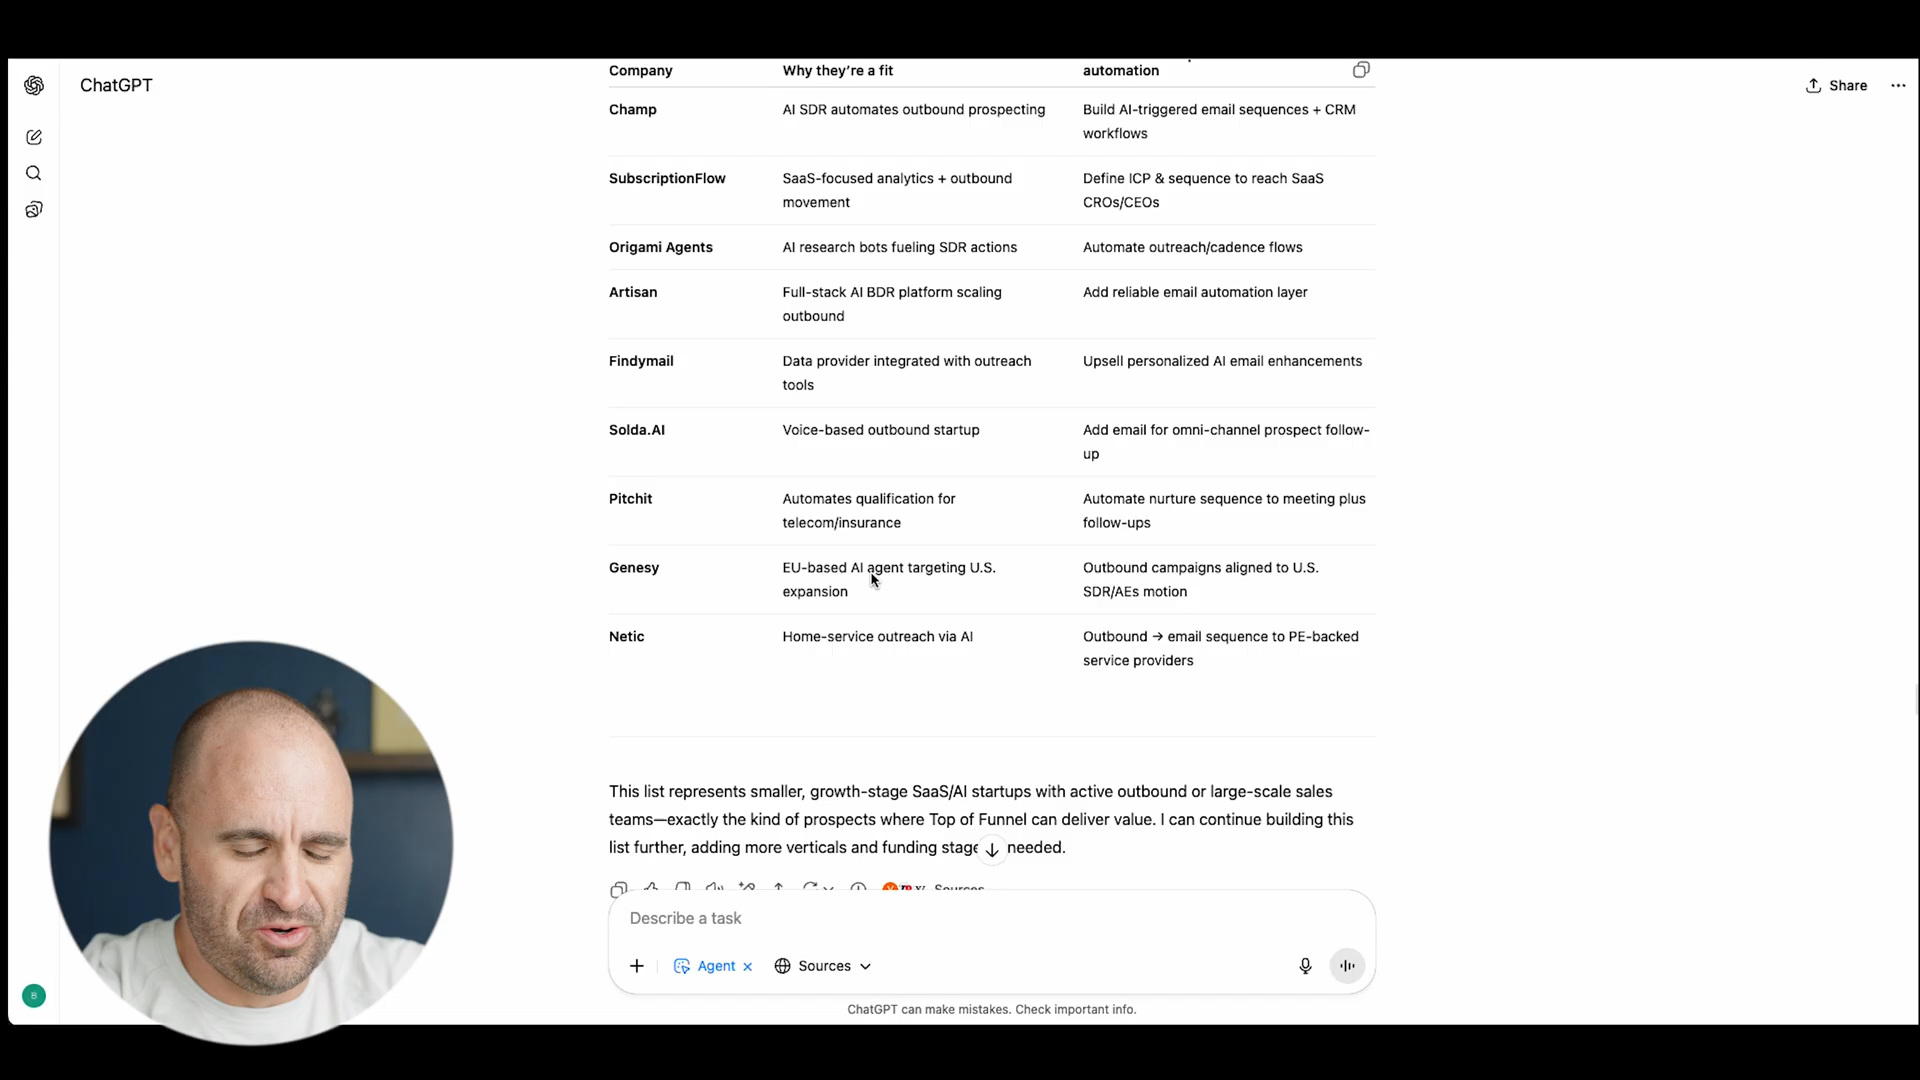 ChatGPT
Share
Company Why they're a fit automation
Champ AI SDR automates outbound prospecting Build AI-triggered email sequences + CRM
workflows
SubscriptionFlow SaaS-focused analytics + outbound Define ICP & sequence to reach SaaS
movement CROs/CEOs
Origami Agents AI research bots fueling SDR actions Automate outreach/cadence flows
Artisan Full-stack AI BDR platform scaling Add reliable email automation layer
outbound
Findymail Data provider integrated with outreach Upsell personalized AI email enhancements
tools
Solda.AI Voice-based outbound startup Add email for omni-channel prospect follow-
up
Pitchit Automates qualification for Automate nurture sequence to meeting plus
telecom/insurance follow-ups
Genesy EU-based AI agent targeting U.S. Outbound campaigns aligned to U.S.
expansion SDR/AEs motion
Netic Home-service outreach via AI Outbound → email sequence to PE-backed
service providers
This list represents smaller, growth-stage SaaS/AI startups with active outbound or large-scale sales
teams—exactly the kind of prospects where Top of Funnel can deliver value. I can continue building this
list further, adding more verticals and funding stage needed.
Sources
Describe a task
Agent × Sources
ChatGPT can make mistakes. Check important info.